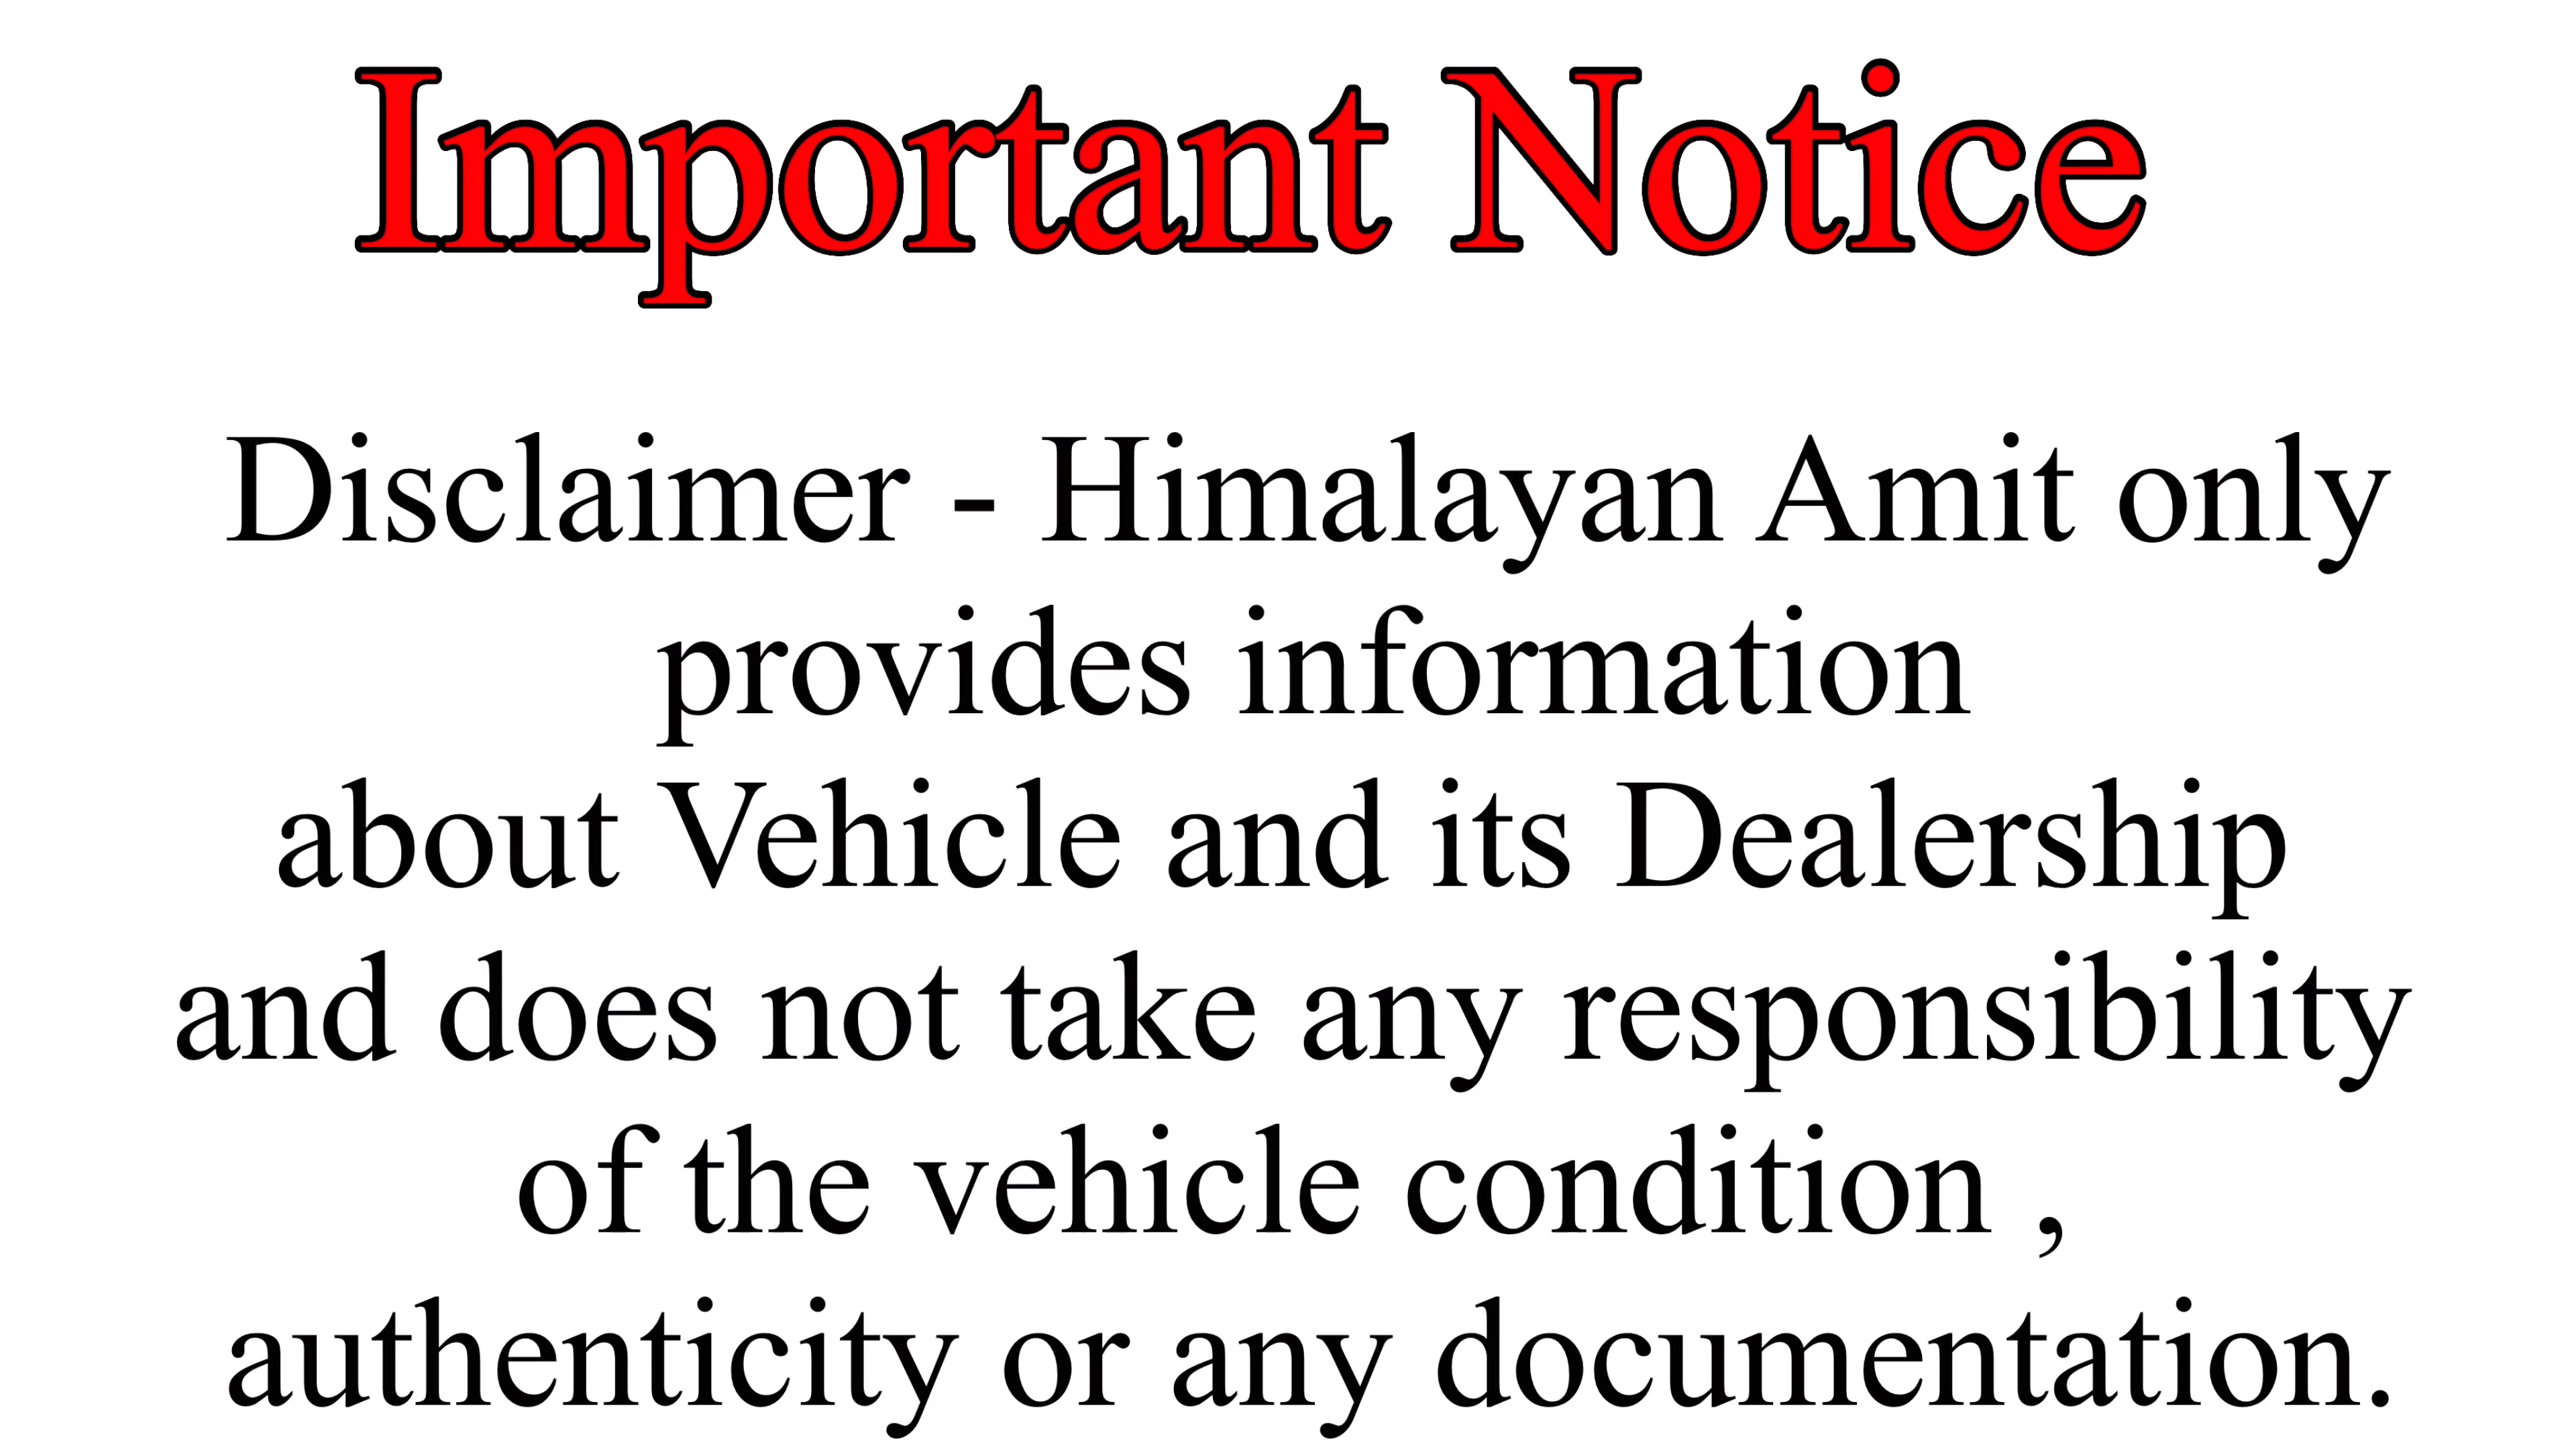 Important Notice
Disclaimer - Himalayan Amit only
provides information
about Vehicle and its Dealership
and does not take any responsibility
of the vehicle condition ,
authenticity or any documentation.